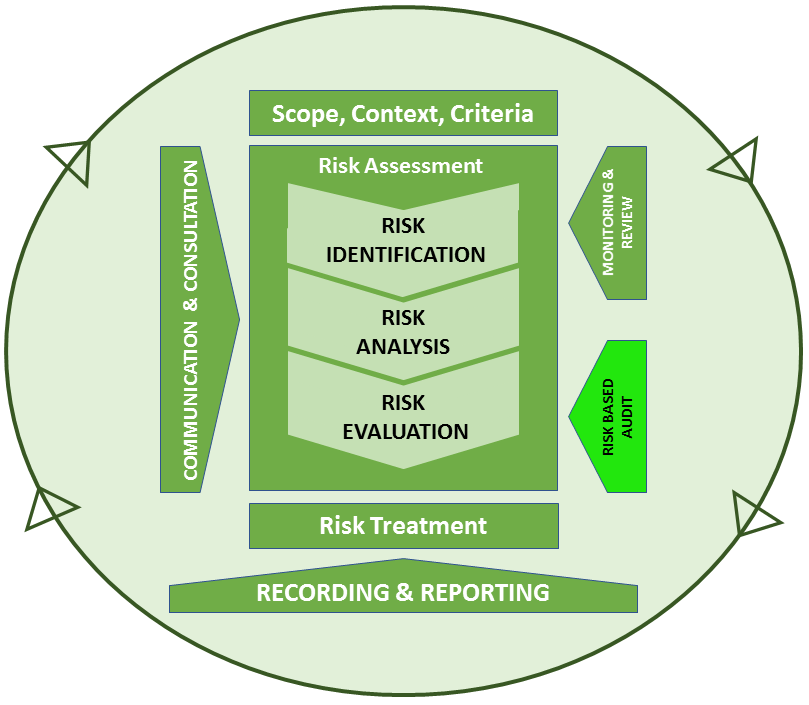 Scope, Context, Criteria
Risk Assessment
RISK
IDENTIFICATION
RISK
ANALYSIS
RISK
EVALUATION
Risk Treatment
RECORDING & REPORTING
COMMUNICATION & CONSULTATION
MONITORING &
REVIEW
RISK BASED
AUDIT